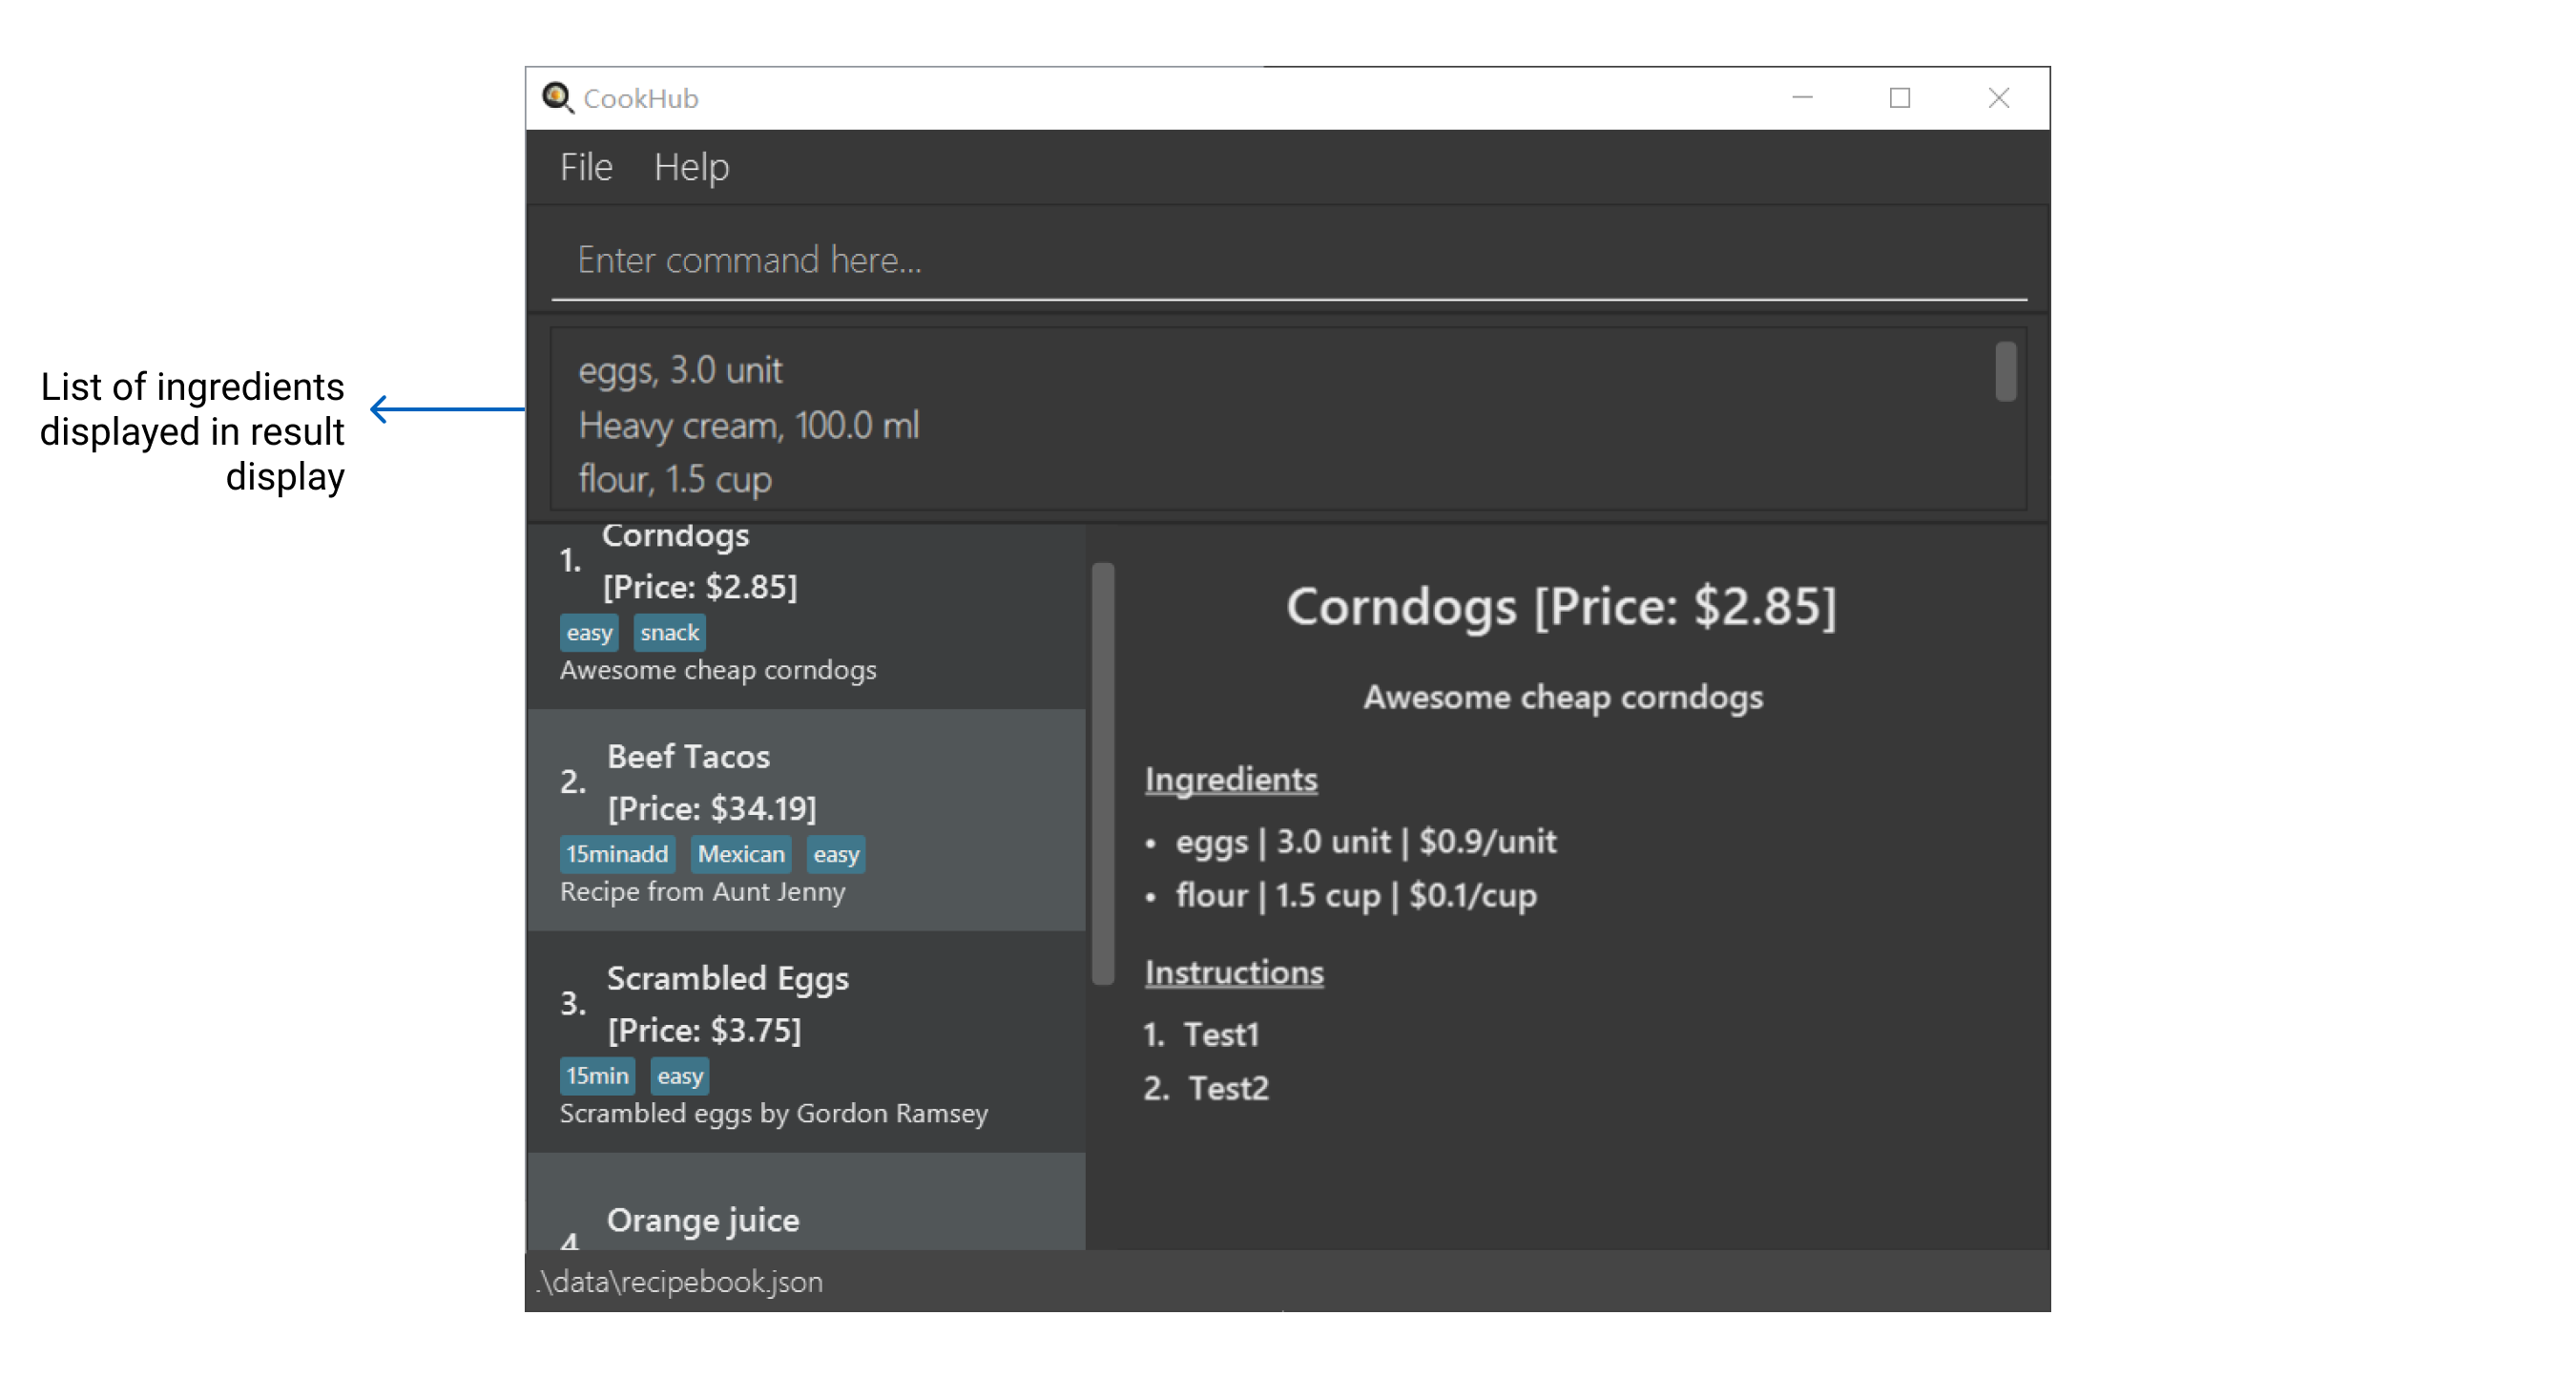 CookHub
File Help
Enter command here...
List of ingredients
displayed in result
display
eggs, 3.0 unit
Heavy cream, 100.0 ml
flour, 1.5 cup
1. Corndogs
[Price: $2.85]
easy snack
Awesome cheap corndogs
2. Beef Tacos
[Price: $34.19]
15minadd Mexican easy
Recipe from Aunt Jenny
3. Scrambled Eggs
[Price: $3.75]
15min easy
Scrambled eggs by Gordon Ramsey
4 Orange juice
Corndogs [Price: $2.85]
Awesome cheap corndogs
Ingredients
• eggs | 3.0 unit | $0.9/unit
• flour | 1.5 cup | $0.1/cup
Instructions
1. Test1
2. Test2
.\data\recipebook.json